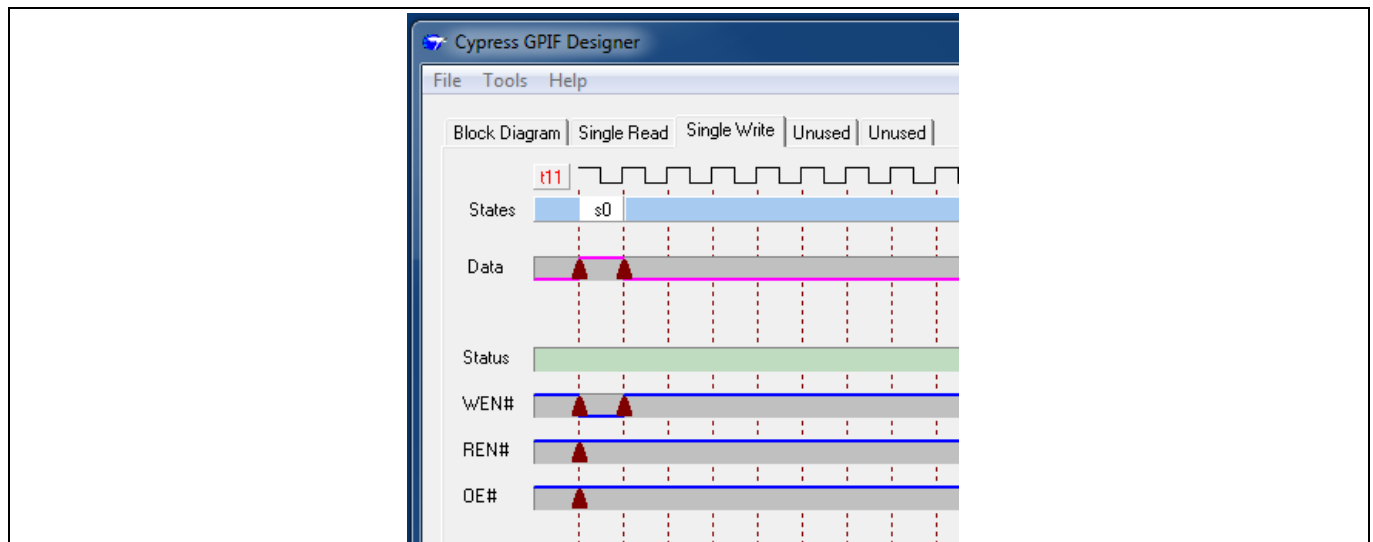 Cypress GPIF Designer
File Tools Help
Block Diagram Single Read Single Write Unused Unused
t11
States s0
Data
Status
WEN#
REN#
OE#